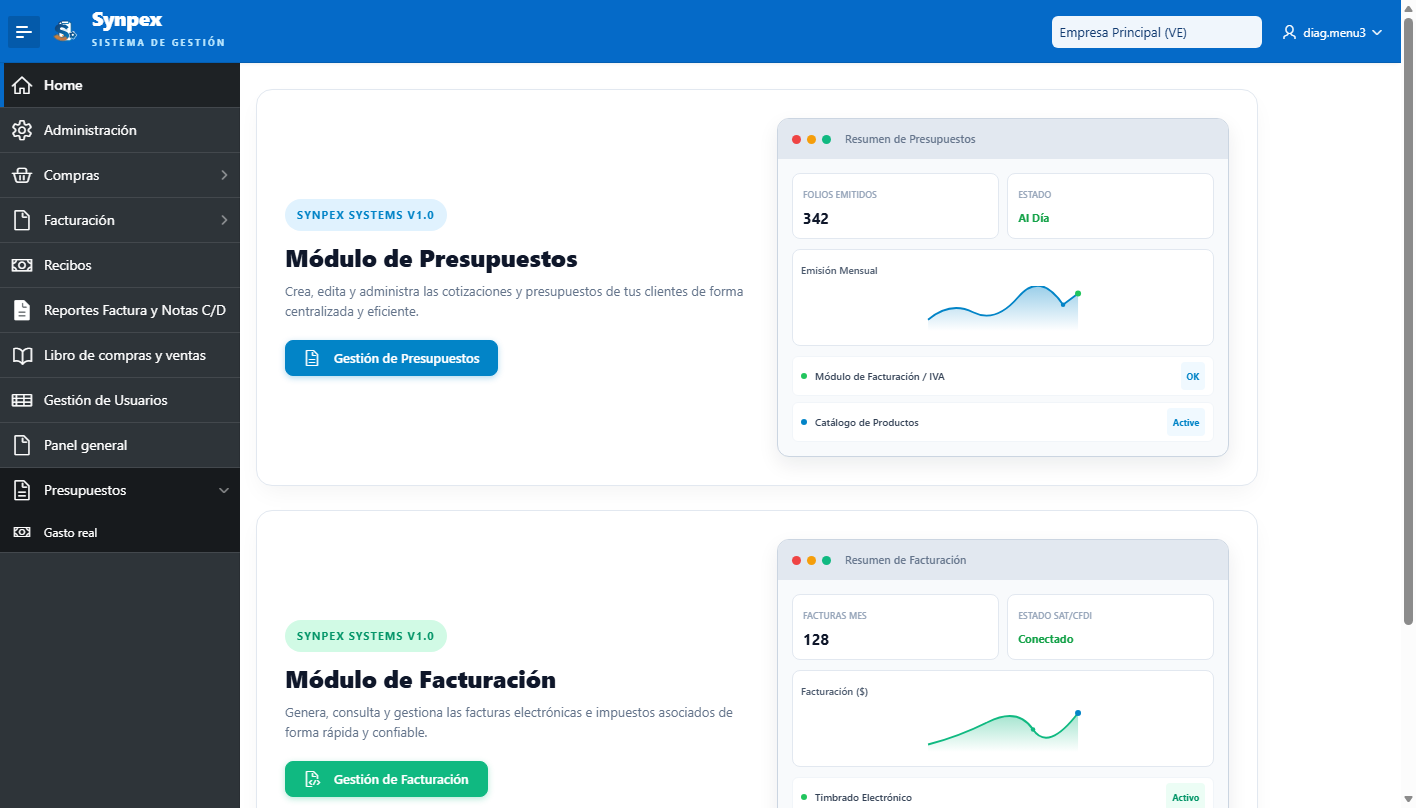 Synpex
SISTEMA DE GESTIÓN
Empresa Principal (VE)
diag.menu3
Home
Administración
Compras
Facturación
Recibos
Reportes Factura y Notas C/D
Libro de compras y ventas
Gestión de Usuarios
Panel general
Presupuestos
Gasto real
SYNPEX SYSTEMS V1.0
Módulo de Presupuestos
Crea, edita y administra las cotizaciones y presupuestos de tus clientes de forma
centralizada y eficiente.
Gestión de Presupuestos
Resumen de Presupuestos
FOLIOS EMITIDOS
342
ESTADO
Al Día
Emisión Mensual
Módulo de Facturación / IVA
OK
Catálogo de Productos
Active
SYNPEX SYSTEMS V1.0
Módulo de Facturación
Genera, consulta y gestiona las facturas electrónicas e impuestos asociados de
forma rápida y confiable.
Gestión de Facturación
Resumen de Facturación
FACTURAS MES
128
ESTADO SAT/CFDI
Conectado
Facturación ($)
Timbrado Electrónico
Activo